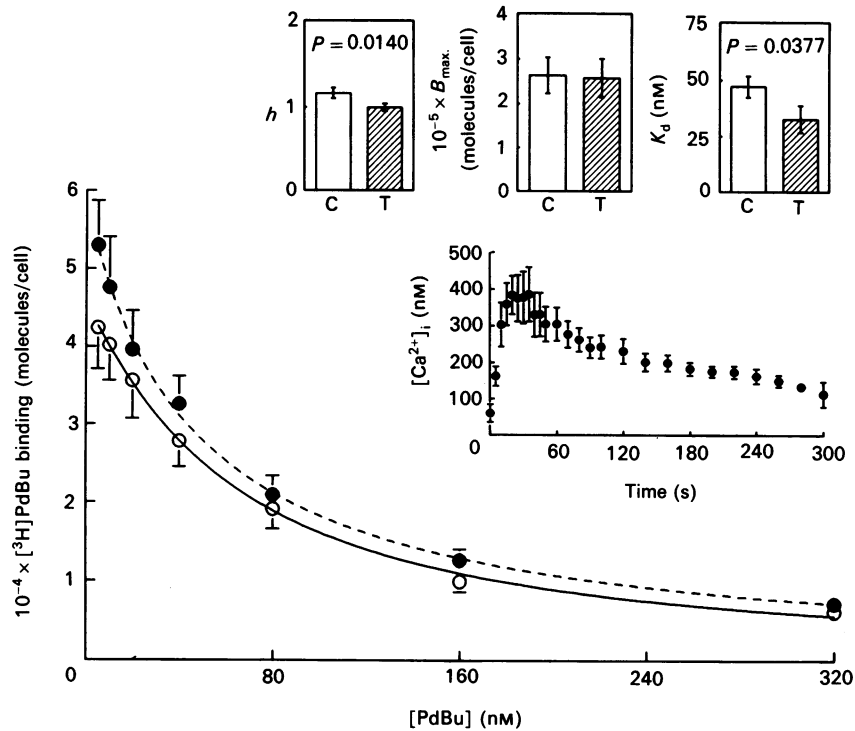 2
P = 0.0140
h
1
0
C T
4
3
2
1
0
10⁻⁵ × Bmax.
(molecules/cell)
C T
75
P = 0.0377
50
25
0
Kd (nM)
C T
500
400
300
200
100
0
[Ca²⁺]i (nM)
60 120 180 240 300
Time (s)
6
5
4
3
2
1
0
10⁻⁴ × [³H]PdBu binding (molecules/cell)
0 80 160 240 320
[PdBu] (nM)